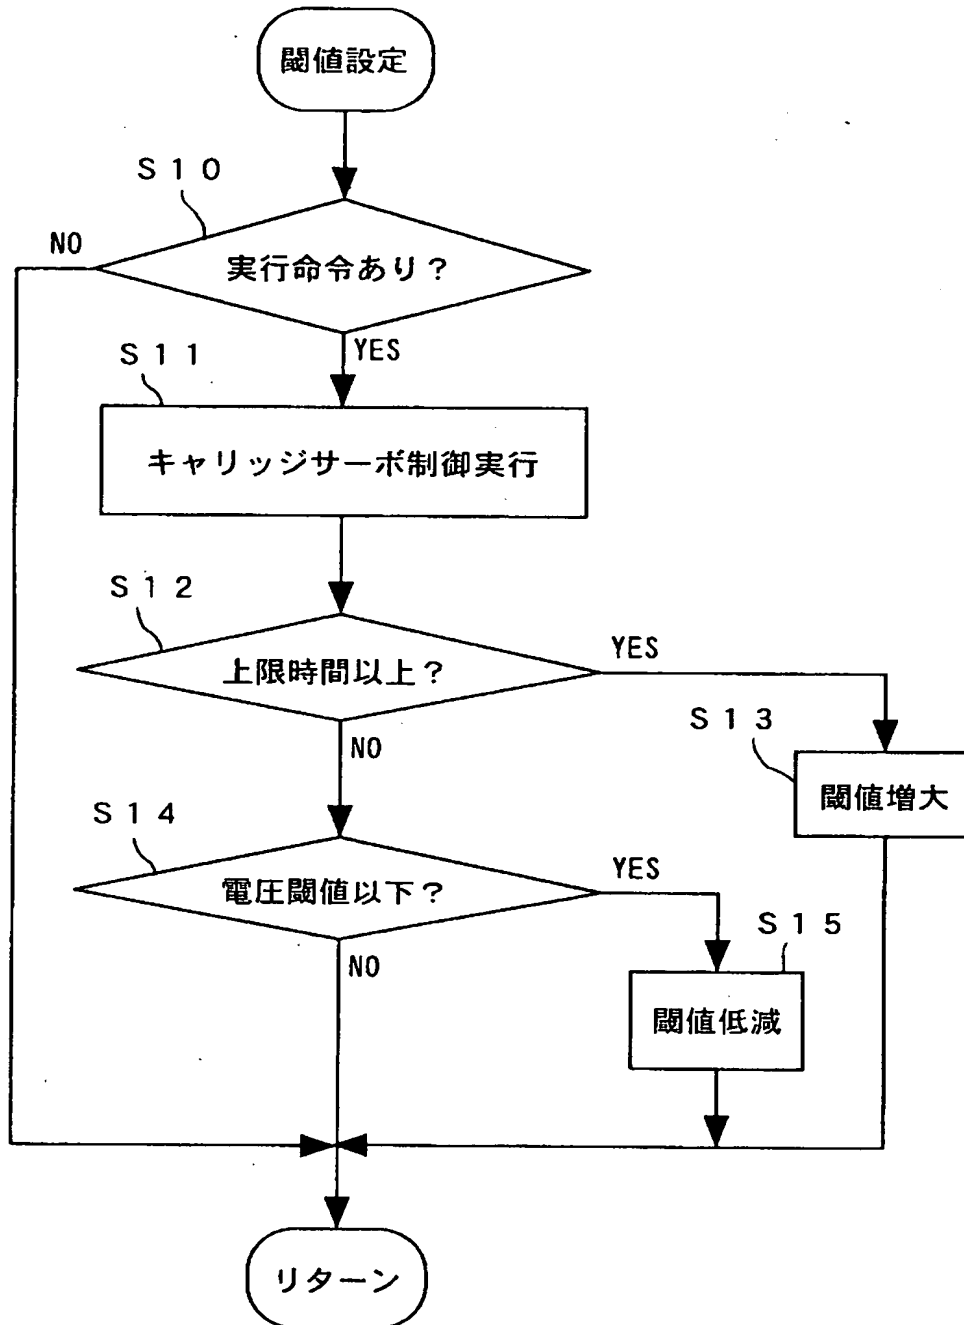 閾値設定
S10
NO
実行命令あり?
YES
S11
キャリッジサーボ制御実行
S12
上限時間以上?
YES
NO
S13
閾値増大
S14
電圧閾値以下?
YES
NO
S15
閾値低減
リターン